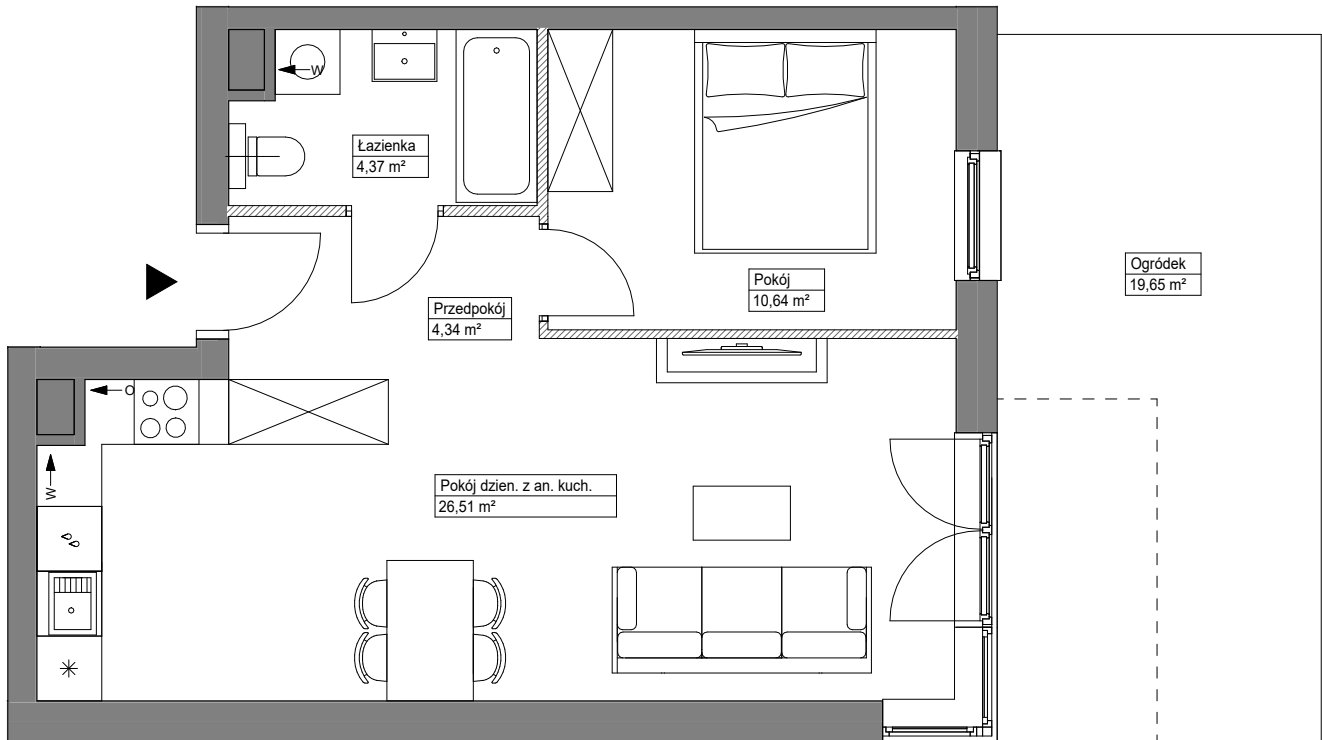 W
Łazienka
4,37 m²
Pokój
10,64 m²
Ogródek
19,65 m²
Przedpokój
4,34 m²
O
W
Pokój dzien. z an. kuch.
26,51 m²